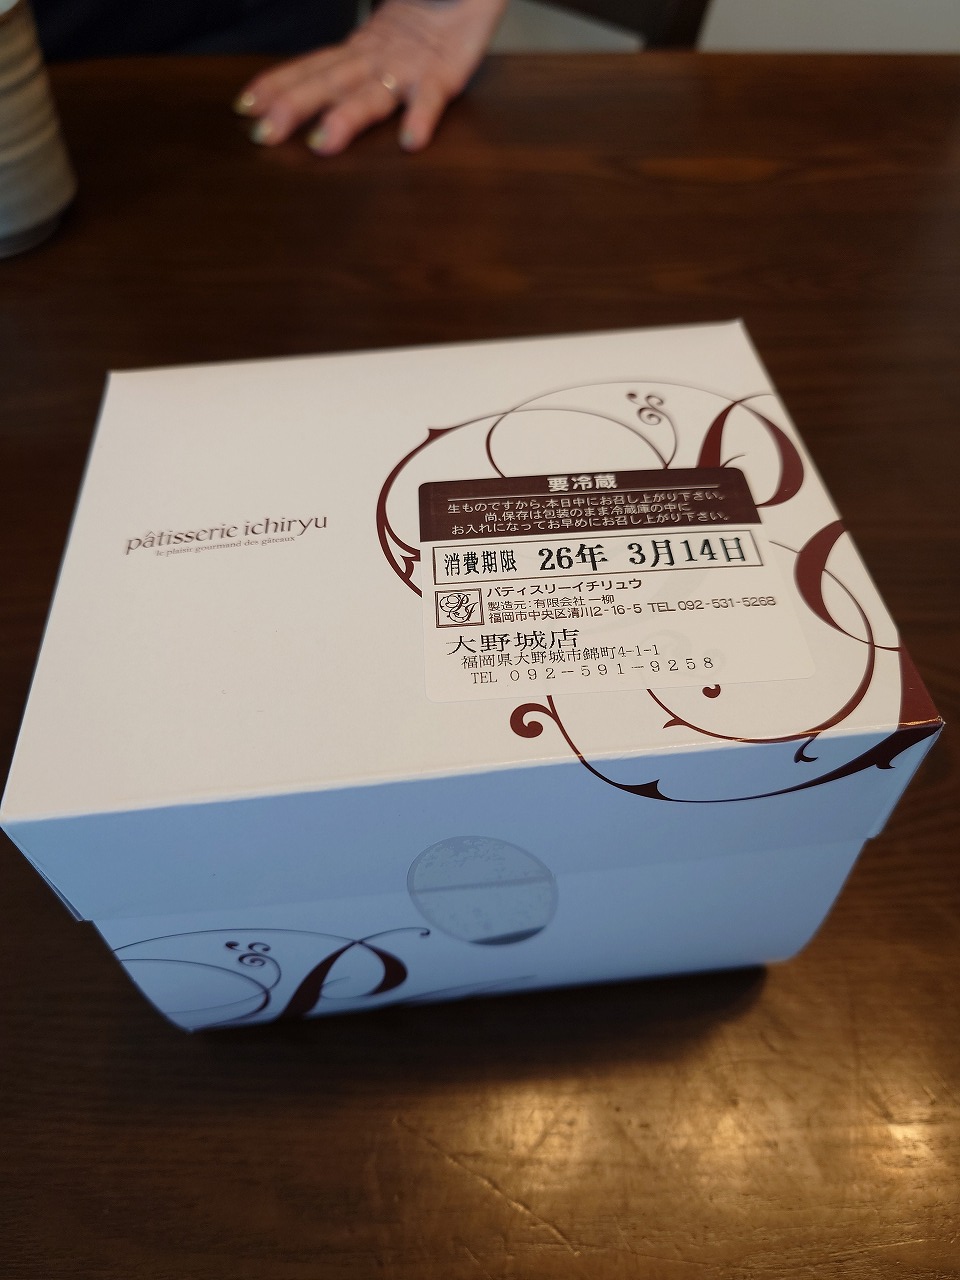 pâtisserie ichiryu
le plaisir gourmand des gâteaux
要冷蔵
生ものですから、本日中にお召し上がり下さい。
尚、保存は包装のまま冷蔵庫の中に
お入れになってお早めにお召し上がり下さい。
消費期限 26年 3月14日
パティスリーイチリュウ
製造元:有限会社 一柳
福岡市中央区清川2-16-5 TEL 092-531-5268
大野城店
福岡県大野城市錦町4-1-1
TEL 092-591-9258